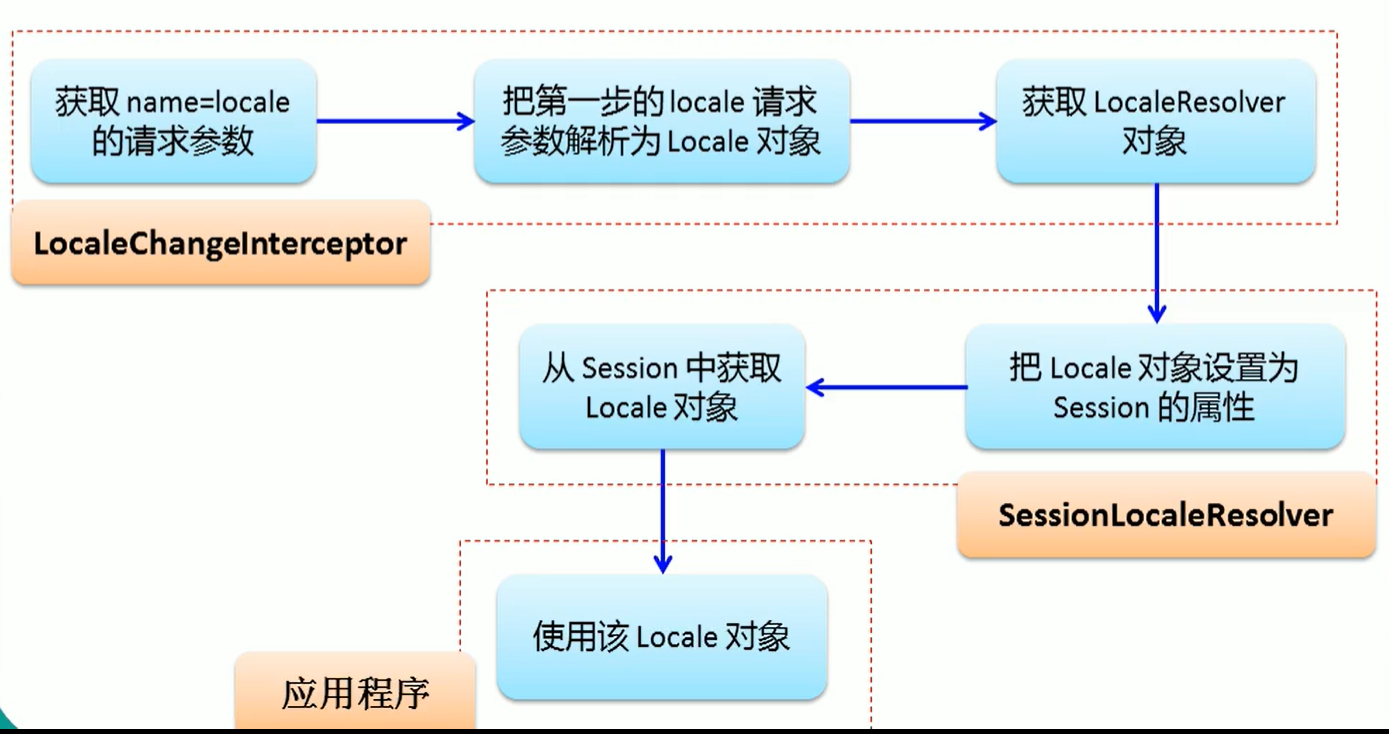 获取 name=locale
的请求参数
把第一步的 locale 请求
参数解析为 Locale 对象
获取 LocaleResolver
对象
LocaleChangeInterceptor
从 Session 中获取
Locale 对象
把 Locale 对象设置为
Session 的属性
SessionLocaleResolver
使用该 Locale 对象
应用程序